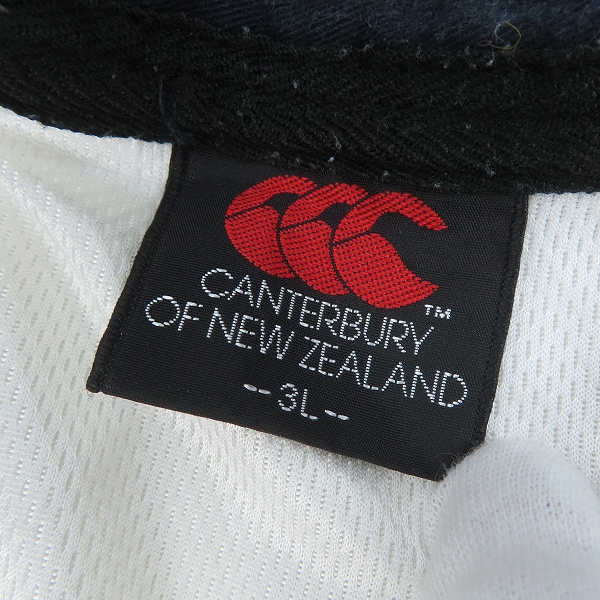 CANTERBURY™
OF NEW ZEALAND
--3L--